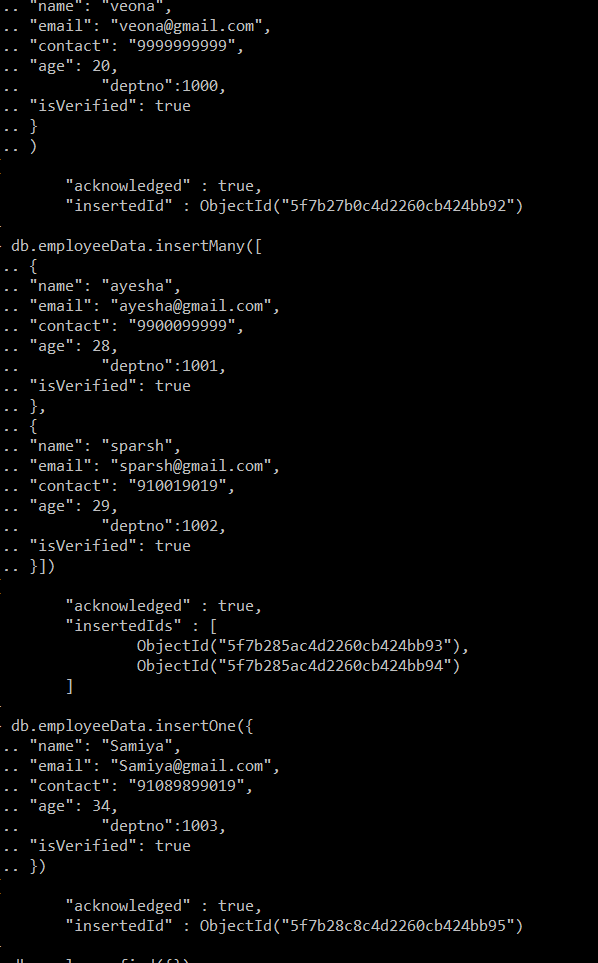 .. "name": "veona",
.. "email": "veona@gmail.com",
.. "contact": "9999999999",
.. "age": 20,
..         "deptno":1000,
.. "isVerified": true
.. }
.. )
"acknowledged" : true,
"insertedId" : ObjectId("5f7b27b0c4d2260cb424bb92")
db.employeeData.insertMany([
.. {
.. "name": "ayesha",
.. "email": "ayesha@gmail.com",
.. "contact": "9900099999",
.. "age": 28,
..         "deptno":1001,
.. "isVerified": true
.. },
.. {
.. "name": "sparsh",
.. "email": "sparsh@gmail.com",
.. "contact": "910019019",
.. "age": 29,
..         "deptno":1002,
.. "isVerified": true
.. }])
"acknowledged" : true,
"insertedIds" : [
ObjectId("5f7b285ac4d2260cb424bb93"),
ObjectId("5f7b285ac4d2260cb424bb94")
]
db.employeeData.insertOne({
.. "name": "Samiya",
.. "email": "Samiya@gmail.com",
.. "contact": "91089899019",
.. "age": 34,
..         "deptno":1003,
.. "isVerified": true
.. })
"acknowledged" : true,
"insertedId" : ObjectId("5f7b28c8c4d2260cb424bb95")